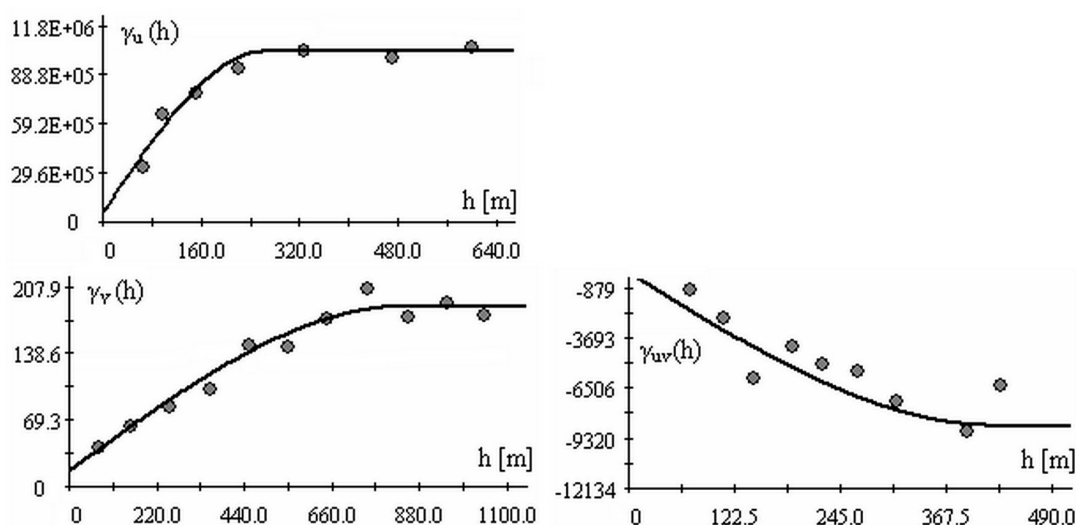 11.8E+06
γu (h)
88.8E+05
59.2E+05
29.6E+05
h [m]
0
0 160.0 320.0 480.0 640.0
207.9
γv (h)
138.6
69.3
h [m]
0
0 220.0 440.0 660.0 880.0 1100.0
-879
-3693
γuv(h)
-6506
-9320
h [m]
-12134
0 122.5 245.0 367.5 490.0